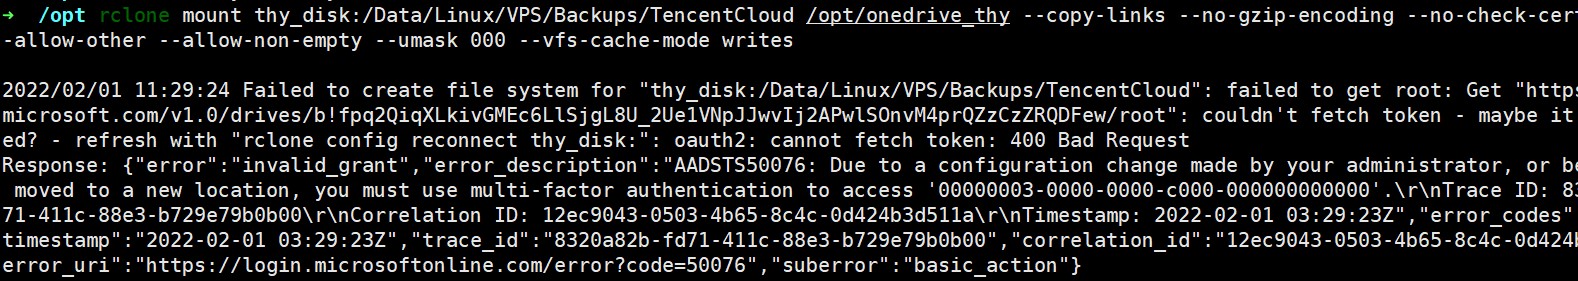 ➜  /opt rclone mount thy_disk:/Data/Linux/VPS/Backups/TencentCloud /opt/onedrive_thy --copy-links --no-gzip-encoding --no-check-cert
-allow-other --allow-non-empty --umask 000 --vfs-cache-mode writes
2022/02/01 11:29:24 Failed to create file system for "thy_disk:/Data/Linux/VPS/Backups/TencentCloud": failed to get root: Get "https
microsoft.com/v1.0/drives/b!fpq2QiqXLkivGMEc6LlSjgL8U_2Ue1VNpJJwvIj2APwlSOnvM4prQZzCzZRQDFew/root": couldn't fetch token - maybe it
ed? - refresh with "rclone config reconnect thy_disk:": oauth2: cannot fetch token: 400 Bad Request
Response: {"error":"invalid_grant","error_description":"AADSTS50076: Due to a configuration change made by your administrator, or be
moved to a new location, you must use multi-factor authentication to access '00000003-0000-0000-c000-000000000000'.\r\nTrace ID: 83
71-411c-88e3-b729e79b0b00\r\nCorrelation ID: 12ec9043-0503-4b65-8c4c-0d424b3d511a\r\nTimestamp: 2022-02-01 03:29:23Z","error_codes"
timestamp":"2022-02-01 03:29:23Z","trace_id":"8320a82b-fd71-411c-88e3-b729e79b0b00","correlation_id":"12ec9043-0503-4b65-8c4c-0d424b
error_uri":"https://login.microsoftonline.com/error?code=50076","suberror":"basic_action"}